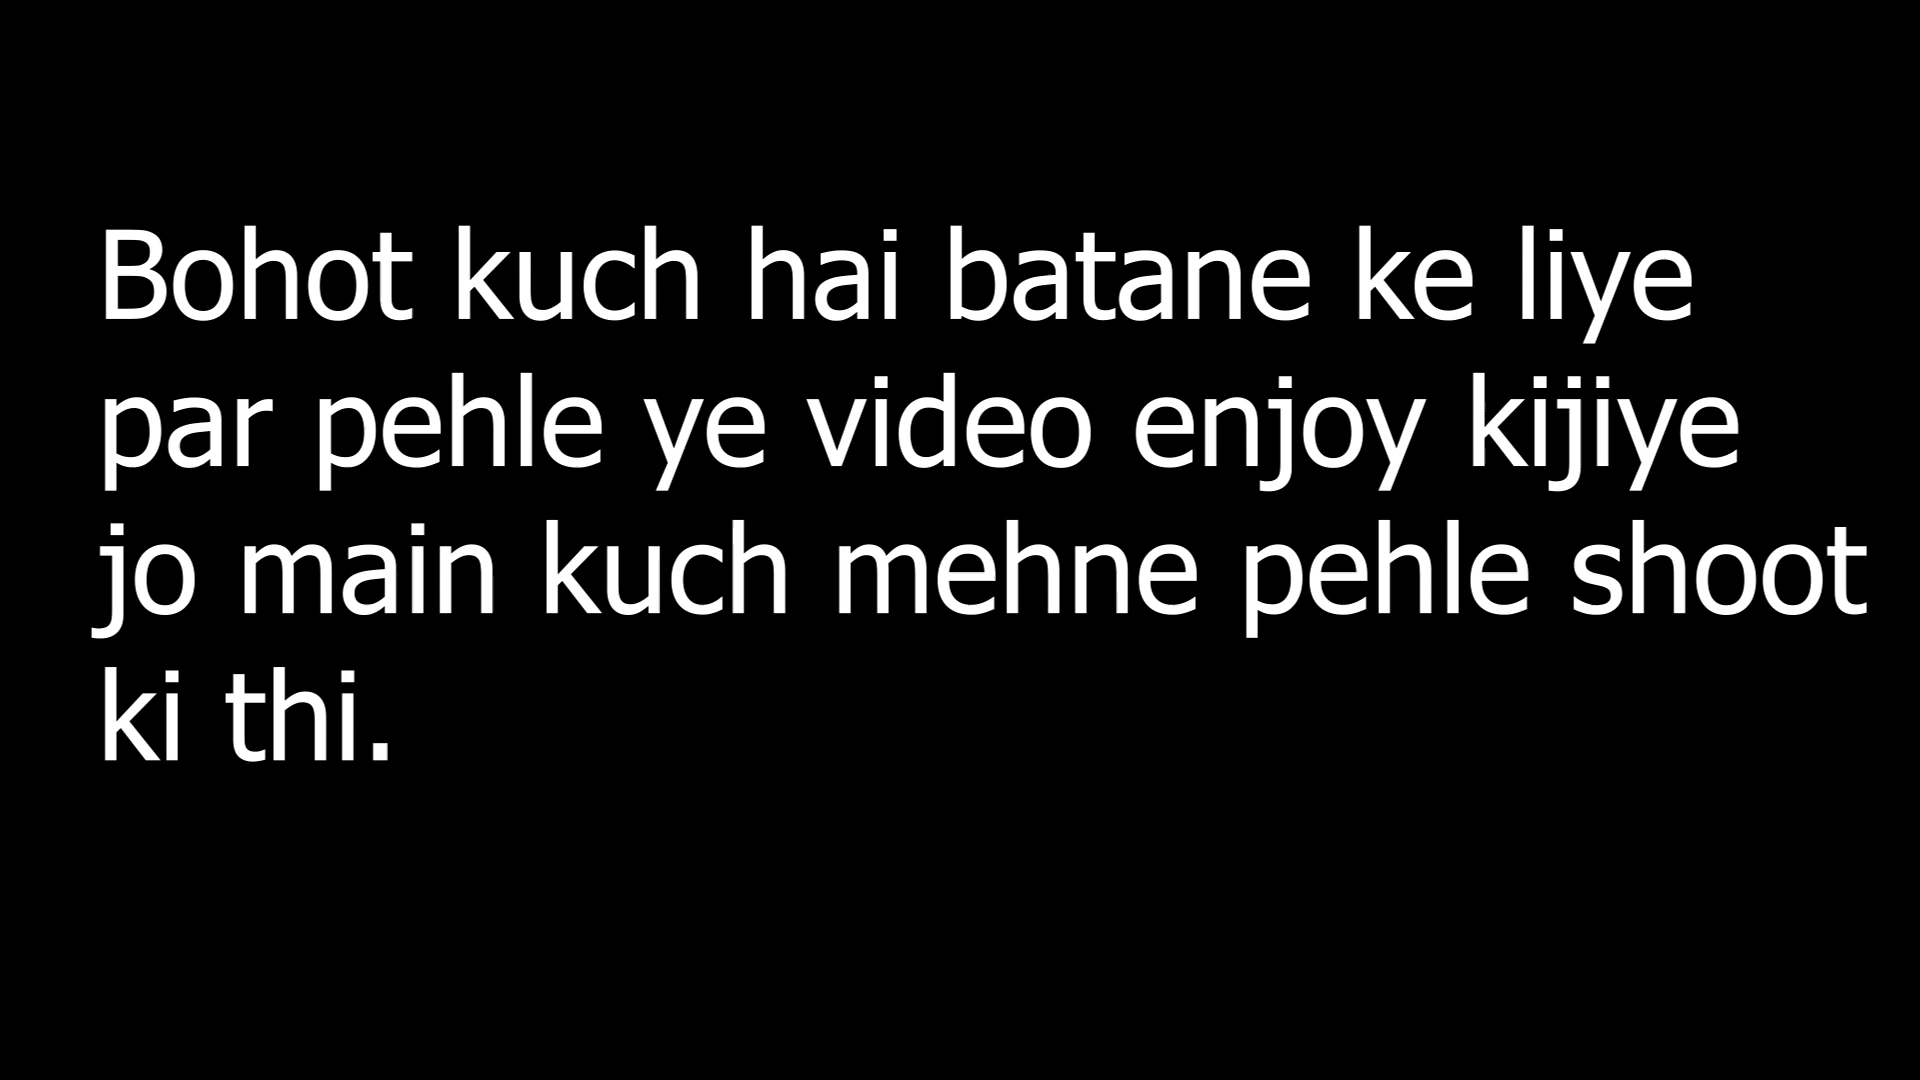 Bohot kuch hai batane ke liye
par pehle ye video enjoy kijiye
jo main kuch mehne pehle shoot
ki thi.